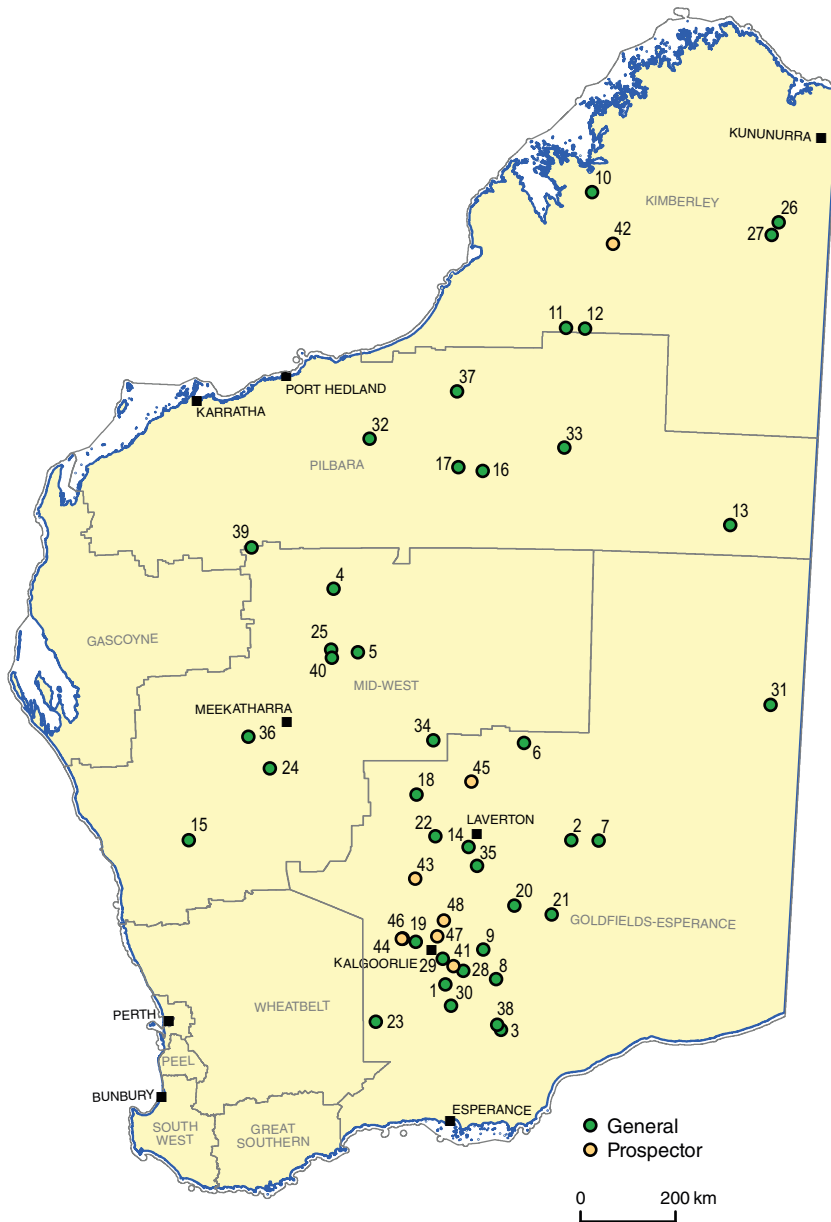 KUNUNURRA
10
KIMBERLEY
26
27
42
11
12
37
PORT HEDLAND
KARRATHA
32
33
PILBARA
17
16
13
39
4
GASCOYNE
25
5
40
MID-WEST
31
MEEKATHARRA
36
34
6
24
45
18
LAVERTON
15
22
14
2
7
35
43
20
21
48
GOLDFIELDS-ESPERANCE
46
19
47
44
41
9
KALGOORLIE
29
28
8
1
30
WHEATBELT
PERTH
23
38
3
PEEL
BUNBURY
ESPERANCE
SOUTH
WEST
GREAT
SOUTHERN
General
Prospector
0
200 km